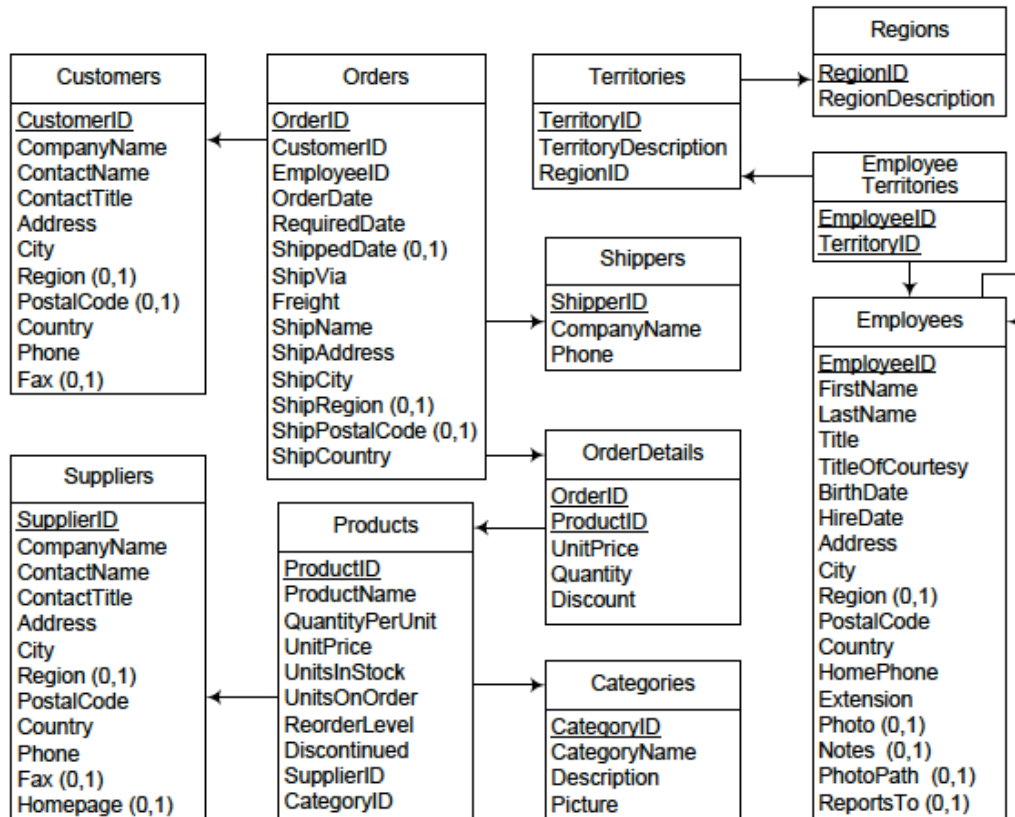 Customers
CustomerID
CompanyName
ContactName
ContactTitle
Address
City
Region (0,1)
PostalCode (0,1)
Country
Phone
Fax (0,1)
Orders
OrderID
CustomerID
EmployeeID
OrderDate
RequiredDate
ShippedDate (0,1)
ShipVia
Freight
ShipName
ShipAddress
ShipCity
ShipRegion (0,1)
ShipPostalCode (0,1)
ShipCountry
Territories
TerritoryID
TerritoryDescription
RegionID
Regions
RegionID
RegionDescription
Employee
Territories
EmployeeID
TerritoryID
Shippers
ShipperID
CompanyName
Phone
Employees
EmployeeID
FirstName
LastName
Title
TitleOfCourtesy
BirthDate
HireDate
Address
City
Region (0,1)
PostalCode
Country
HomePhone
Extension
Photo (0,1)
Notes (0,1)
PhotoPath (0,1)
ReportsTo (0,1)
Suppliers
SupplierID
CompanyName
ContactName
ContactTitle
Address
City
Region (0,1)
PostalCode
Country
Phone
Fax (0,1)
Homepage (0,1)
Products
ProductID
ProductName
QuantityPerUnit
UnitPrice
UnitsInStock
UnitsOnOrder
ReorderLevel
Discontinued
SupplierID
CategoryID
OrderDetails
OrderID
ProductID
UnitPrice
Quantity
Discount
Categories
CategoryID
CategoryName
Description
Picture